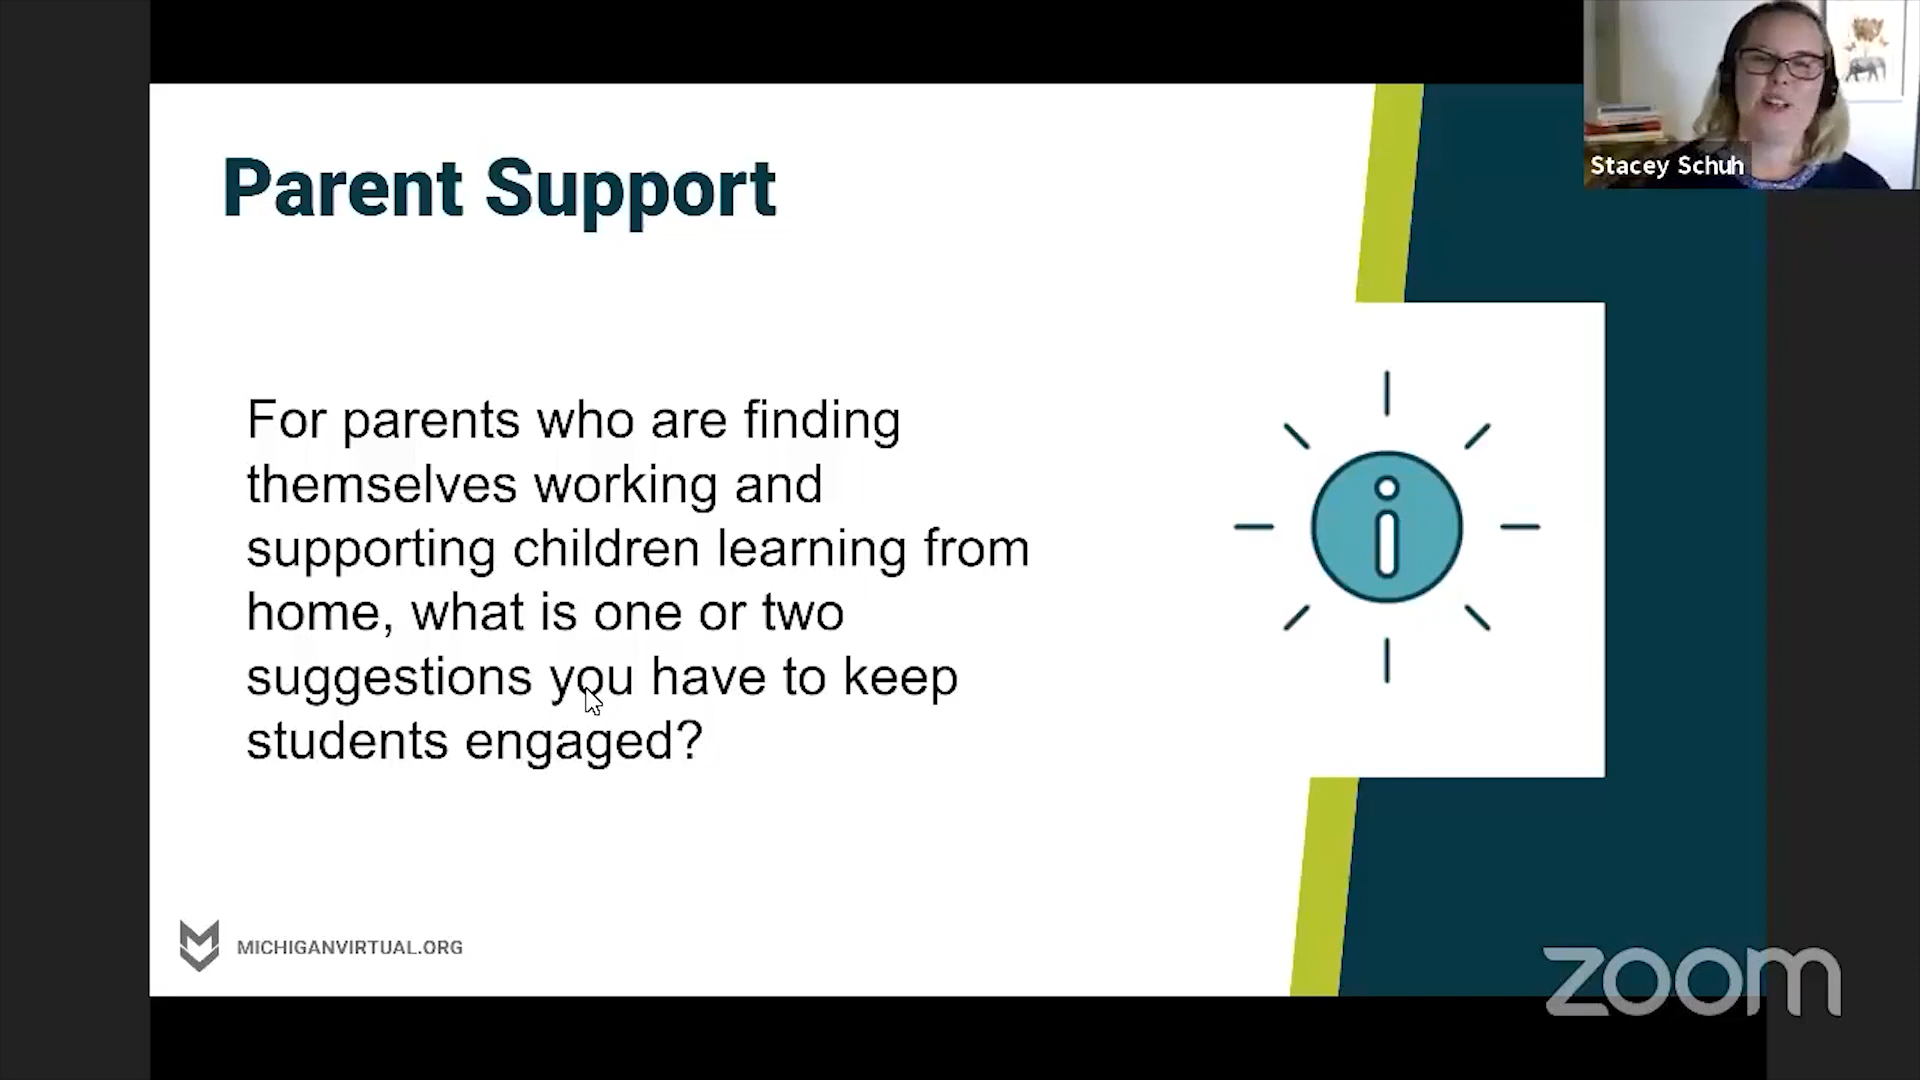 Parent Support
Stacey Schuh
For parents who are finding
themselves working and
supporting children learning from
home, what is one or two
suggestions you have to keep
students engaged?
MICHIGANVIRTUAL.ORG
zoom